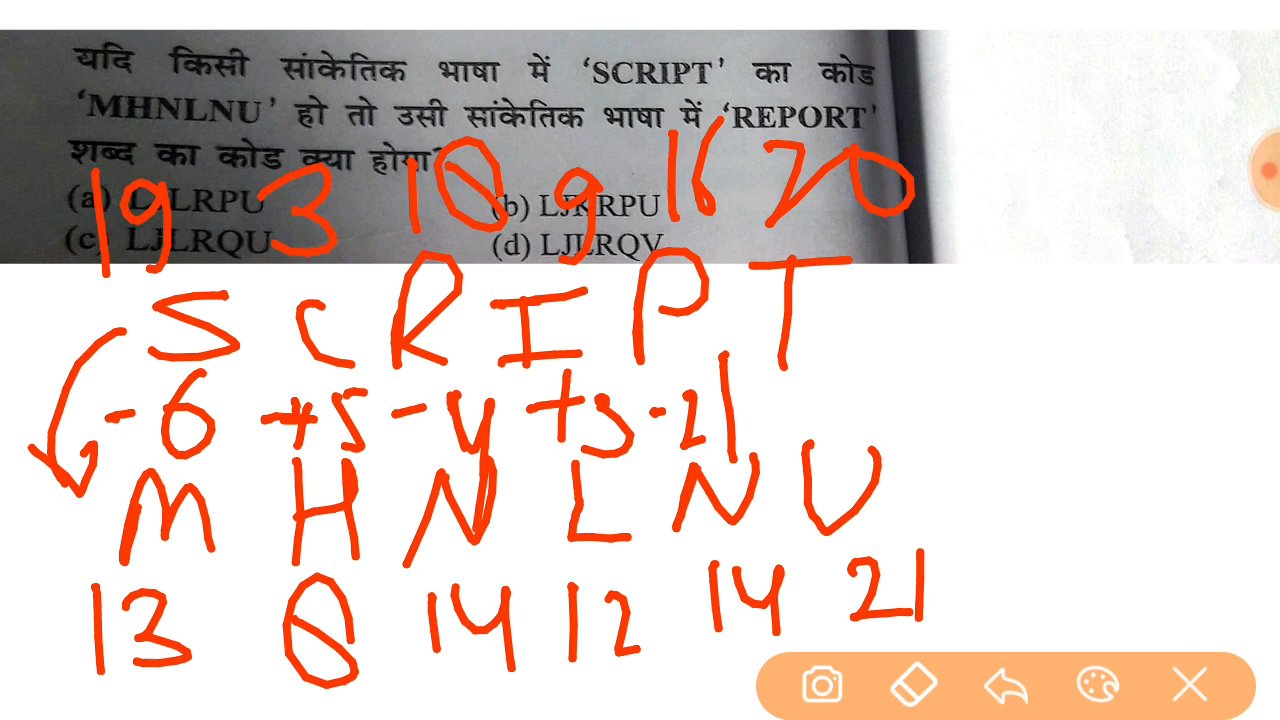 यदि किसी सांकेतिक भाषा में ‘SCRIPT’ का कोड
‘MHNLNU’ हो तो उसी सांकेतिक भाषा में ‘REPORT’
शब्द का कोड क्या होगा?
(a) LRPU (b) LJKRPU
(c) LJLRQU (d) LJLRQV
19 3 18 9 16 20
S C R I P T
-6 +5 -4 +3 -2 1
M H N L N U
13 8 14 12 14 21